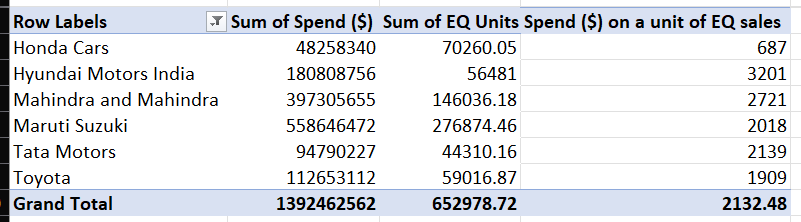 Row Labels Sum of Spend ($) Sum of EQ Units Spend ($) on a unit of EQ sales
Honda Cars 48258340 70260.05 687
Hyundai Motors India 180808756 56481 3201
Mahindra and Mahindra 397305655 146036.18 2721
Maruti Suzuki 558646472 276874.46 2018
Tata Motors 94790227 44310.16 2139
Toyota 112653112 59016.87 1909
Grand Total 1392462562 652978.72 2132.48